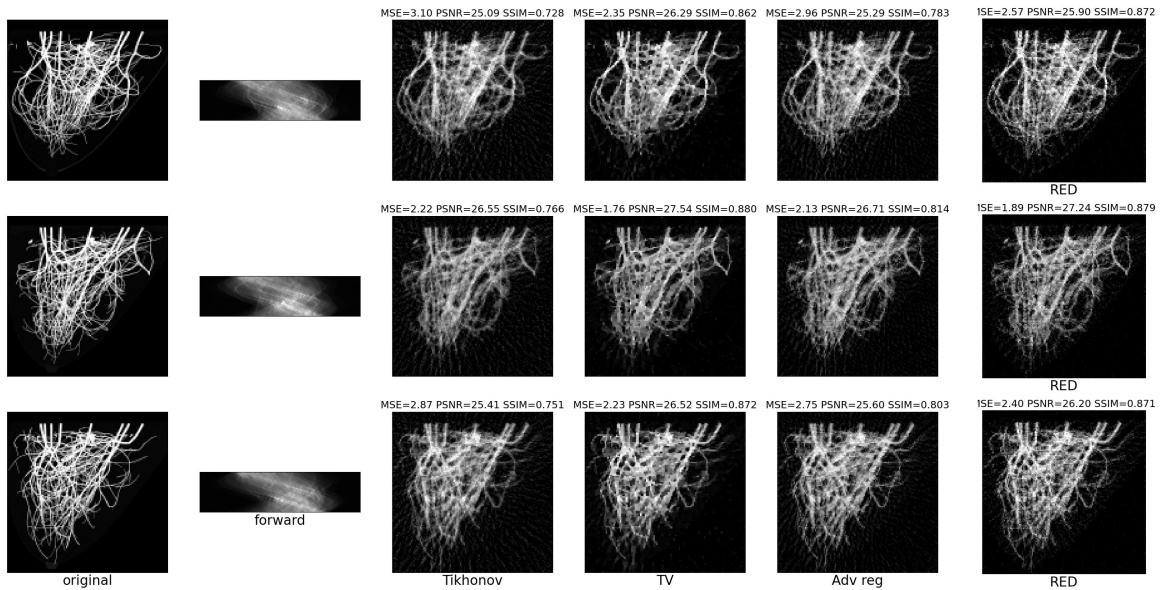 MSE=3.10 PSNR=25.09 SSIM=0.728 MSE=2.35 PSNR=26.29 SSIM=0.862 MSE=2.96 PSNR=25.29 SSIM=0.783 SE=2.57 PSNR=25.90 SSIM=0.872
RED
MSE=2.22 PSNR=26.55 SSIM=0.766 MSE=1.76 PSNR=27.54 SSIM=0.880 MSE=2.13 PSNR=26.71 SSIM=0.814 SE=1.89 PSNR=27.24 SSIM=0.879
RED
MSE=2.87 PSNR=25.41 SSIM=0.751 MSE=2.23 PSNR=26.52 SSIM=0.872 MSE=2.75 PSNR=25.60 SSIM=0.803 SE=2.40 PSNR=26.20 SSIM=0.871
forward
original Tikhonov TV Adv reg RED